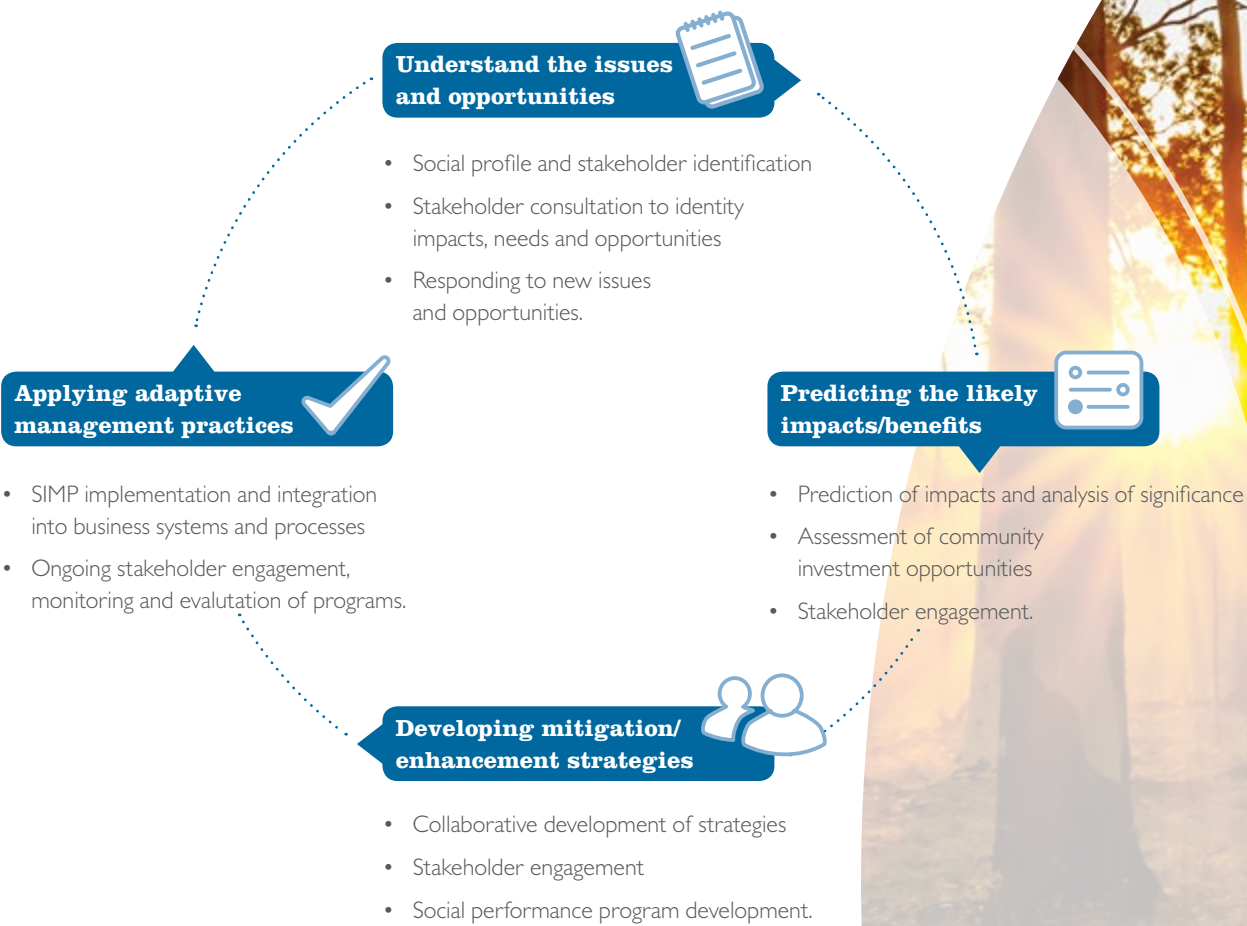 Understand the issues
and opportunities
• Social profile and stakeholder identification
• Stakeholder consultation to identity
impacts, needs and opportunities
• Responding to new issues
and opportunities.
Applying adaptive
management practices
• SIMP implementation and integration
into business systems and processes
• Ongoing stakeholder engagement,
monitoring and evalutation of programs.
Predicting the likely
impacts/benefits
• Prediction of impacts and analysis of significance
• Assessment of community
investment opportunities
• Stakeholder engagement.
Developing mitigation/
enhancement strategies
• Collaborative development of strategies
• Stakeholder engagement
• Social performance program development.